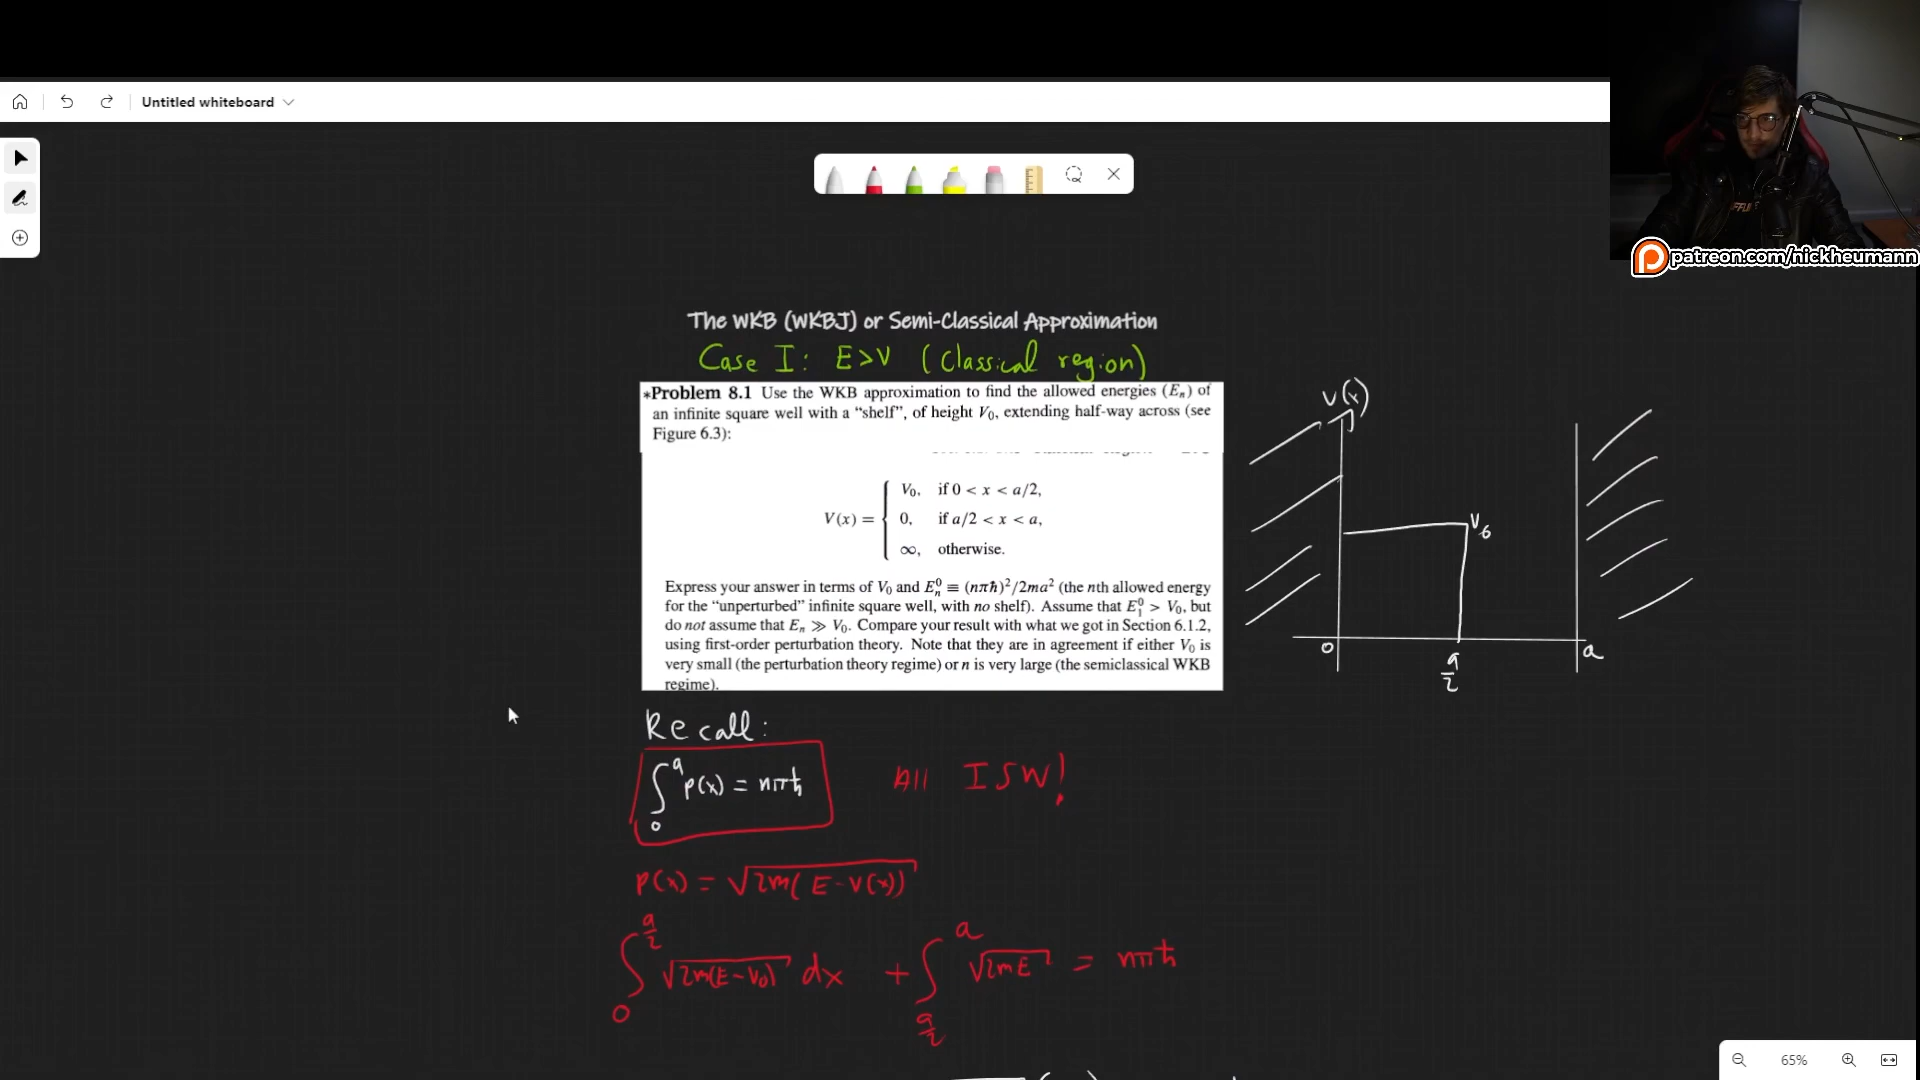 Untitled whiteboard
patreon.com/nickheumann
The WKB (WKBJ) or Semi-Classical Approximation
Case I: E>V (Classical region)
*Problem 8.1 Use the WKB approximation to find the allowed energies (Eₙ) of
an infinite square well with a “shelf”, of height V₀, extending half-way across (see
Figure 6.3):
V(x) = { V₀, if 0 < x < a/2,
0, if a/2 < x < a,
∞, otherwise.
Express your answer in terms of V₀ and Eₙ⁰ ≡ (nπħ)²/2ma² (the nth allowed energy
for the “unperturbed” infinite square well, with no shelf). Assume that E₁⁰ > V₀, but
do not assume that Eₙ ≫ V₀. Compare your result with what we got in Section 6.1.2,
using first-order perturbation theory. Note that they are in agreement if either V₀ is
very small (the perturbation theory regime) or n is very large (the semiclassical WKB
regime).
V(x)
V₀
0
a/2
a
Recall:
∫₀ᵃ p(x) = nπħ All ISW!
p(x) = √2m(E-V(x))
∫₀^(a/2) √2m(E-V₀) dx + ∫_(a/2)^a √2mE = nπħ
65%